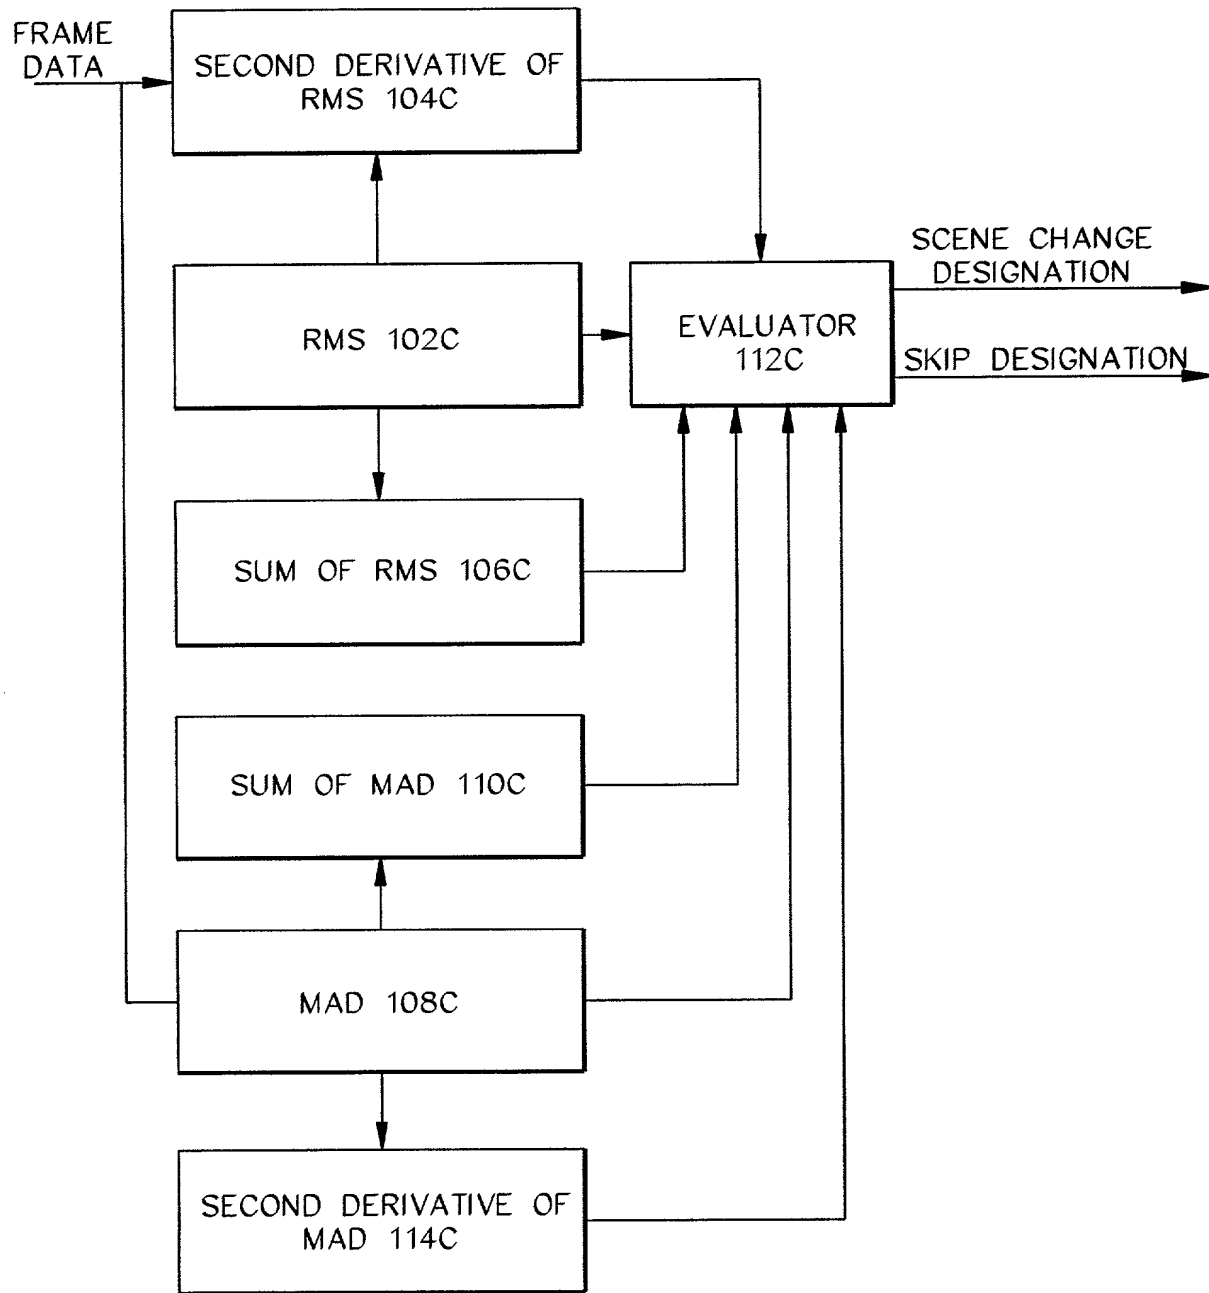 FRAME
DATA
SECOND DERIVATIVE OF
RMS 104C
RMS 102C
EVALUATOR
112C
SCENE CHANGE
DESIGNATION
SKIP DESIGNATION
SUM OF RMS 106C
SUM OF MAD 110C
MAD 108C
SECOND DERIVATIVE OF
MAD 114C